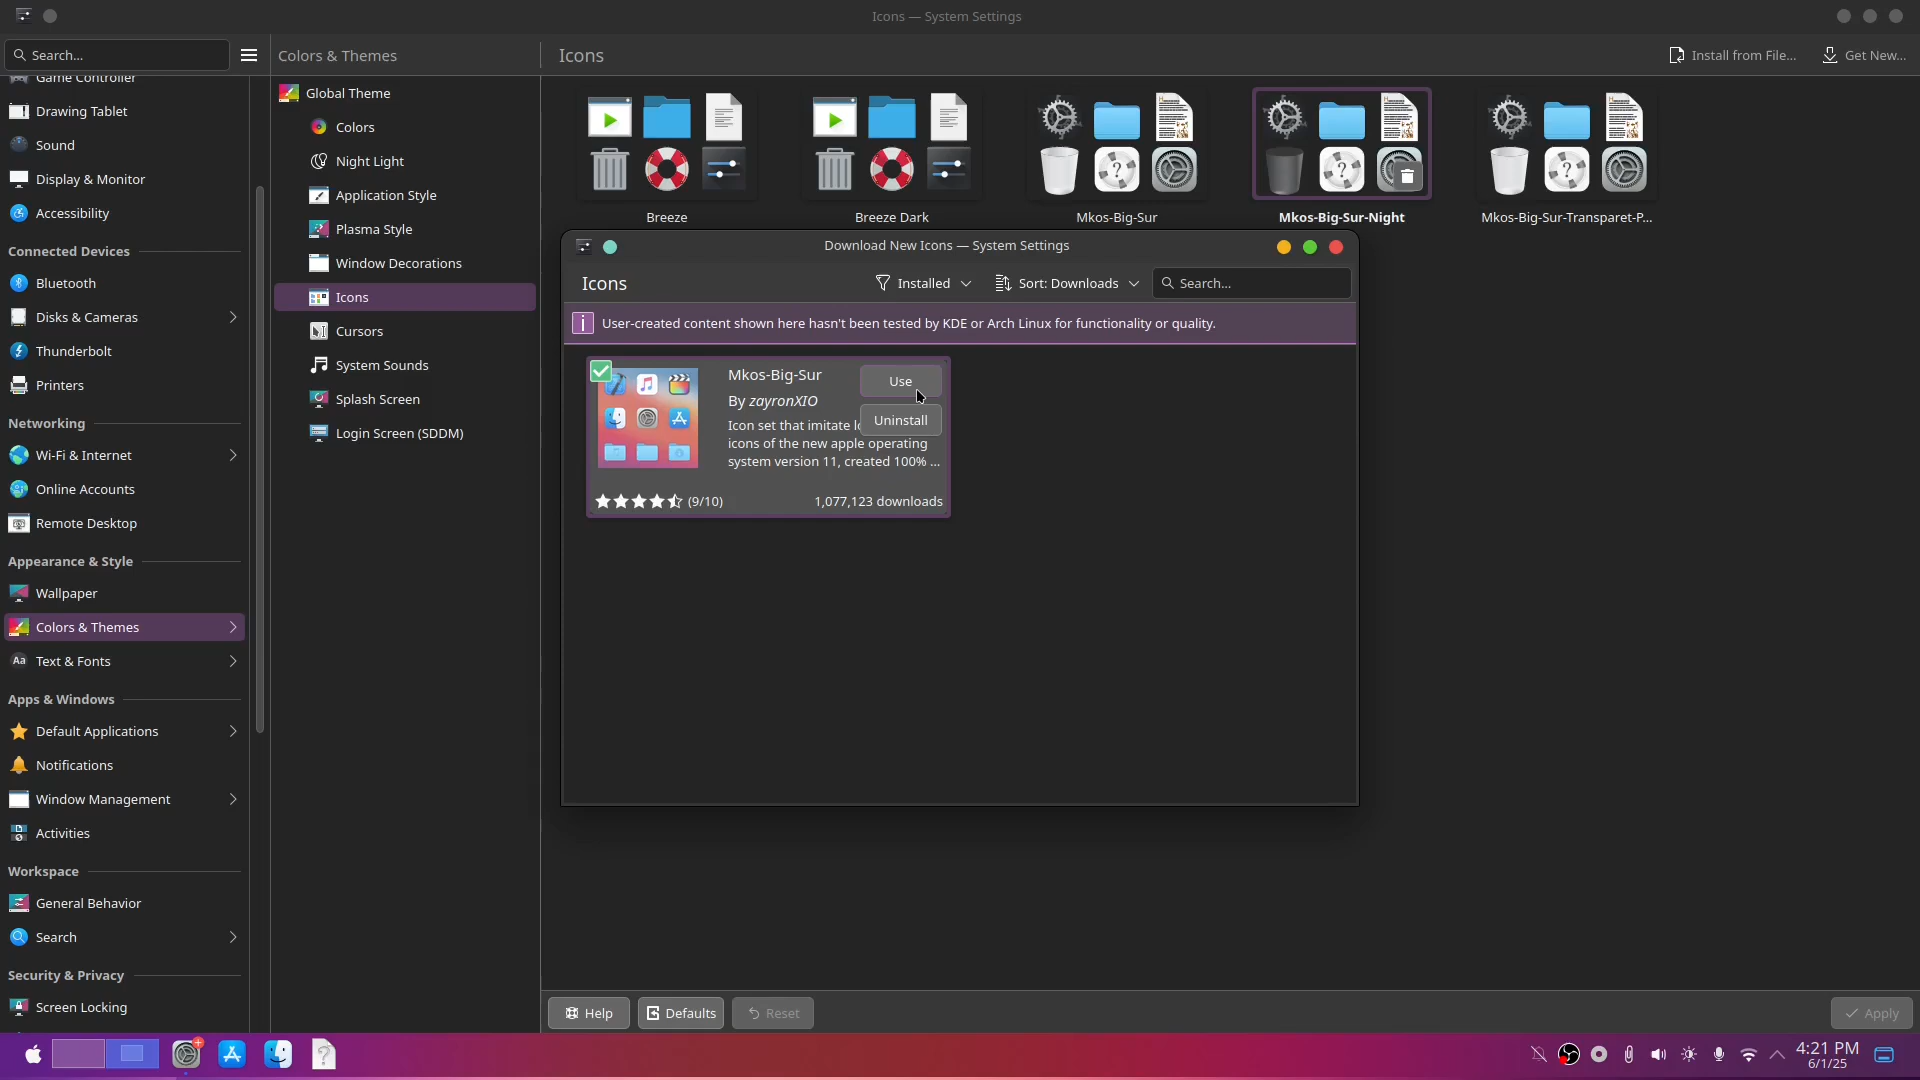 Icons — System Settings
Search...
Colors & Themes
Icons
Install from File...
Get New...
Game Controller
Drawing Tablet
Sound
Display & Monitor
Accessibility
Connected Devices
Bluetooth
Disks & Cameras
Thunderbolt
Printers
Networking
Wi-Fi & Internet
Online Accounts
Remote Desktop
Appearance & Style
Wallpaper
Colors & Themes
Text & Fonts
Apps & Windows
Default Applications
Notifications
Window Management
Activities
Workspace
General Behavior
Search
Security & Privacy
Screen Locking
Global Theme
Colors
Night Light
Application Style
Plasma Style
Window Decorations
Icons
Cursors
System Sounds
Splash Screen
Login Screen (SDDM)
Breeze
Breeze Dark
Mkos-Big-Sur
Mkos-Big-Sur-Night
Mkos-Big-Sur-Transparet-P...
Download New Icons — System Settings
Icons
Installed
Sort: Downloads
Search...
User-created content shown here hasn't been tested by KDE or Arch Linux for functionality or quality.
Mkos-Big-Sur
Use
By zayronXIO
Uninstall
Icon set that imitate
icons of the new apple operating
system version 11, created 100% ...
(9/10)
1,077,123 downloads
Help
Defaults
Reset
Apply
4:21 PM
6/1/25